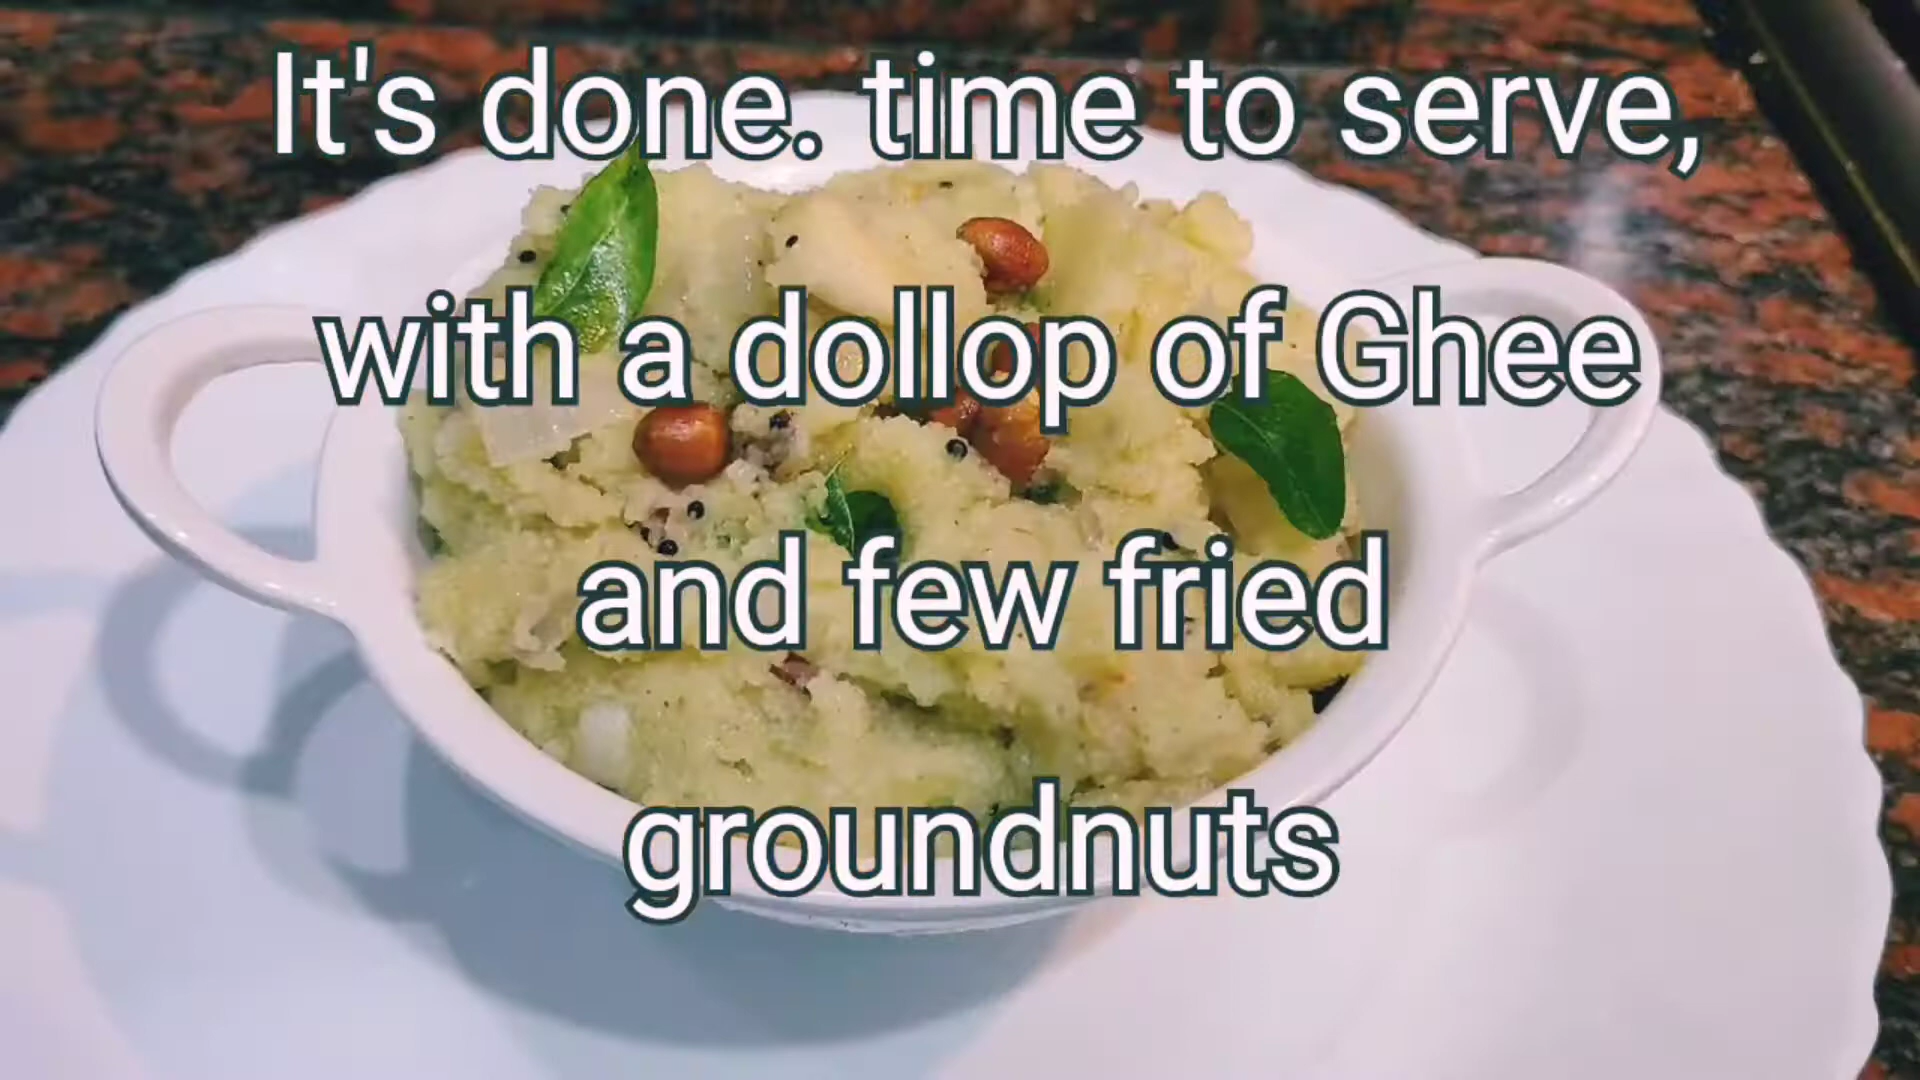 It's done. time to serve,
with a dollop of Ghee
and few fried
groundnuts